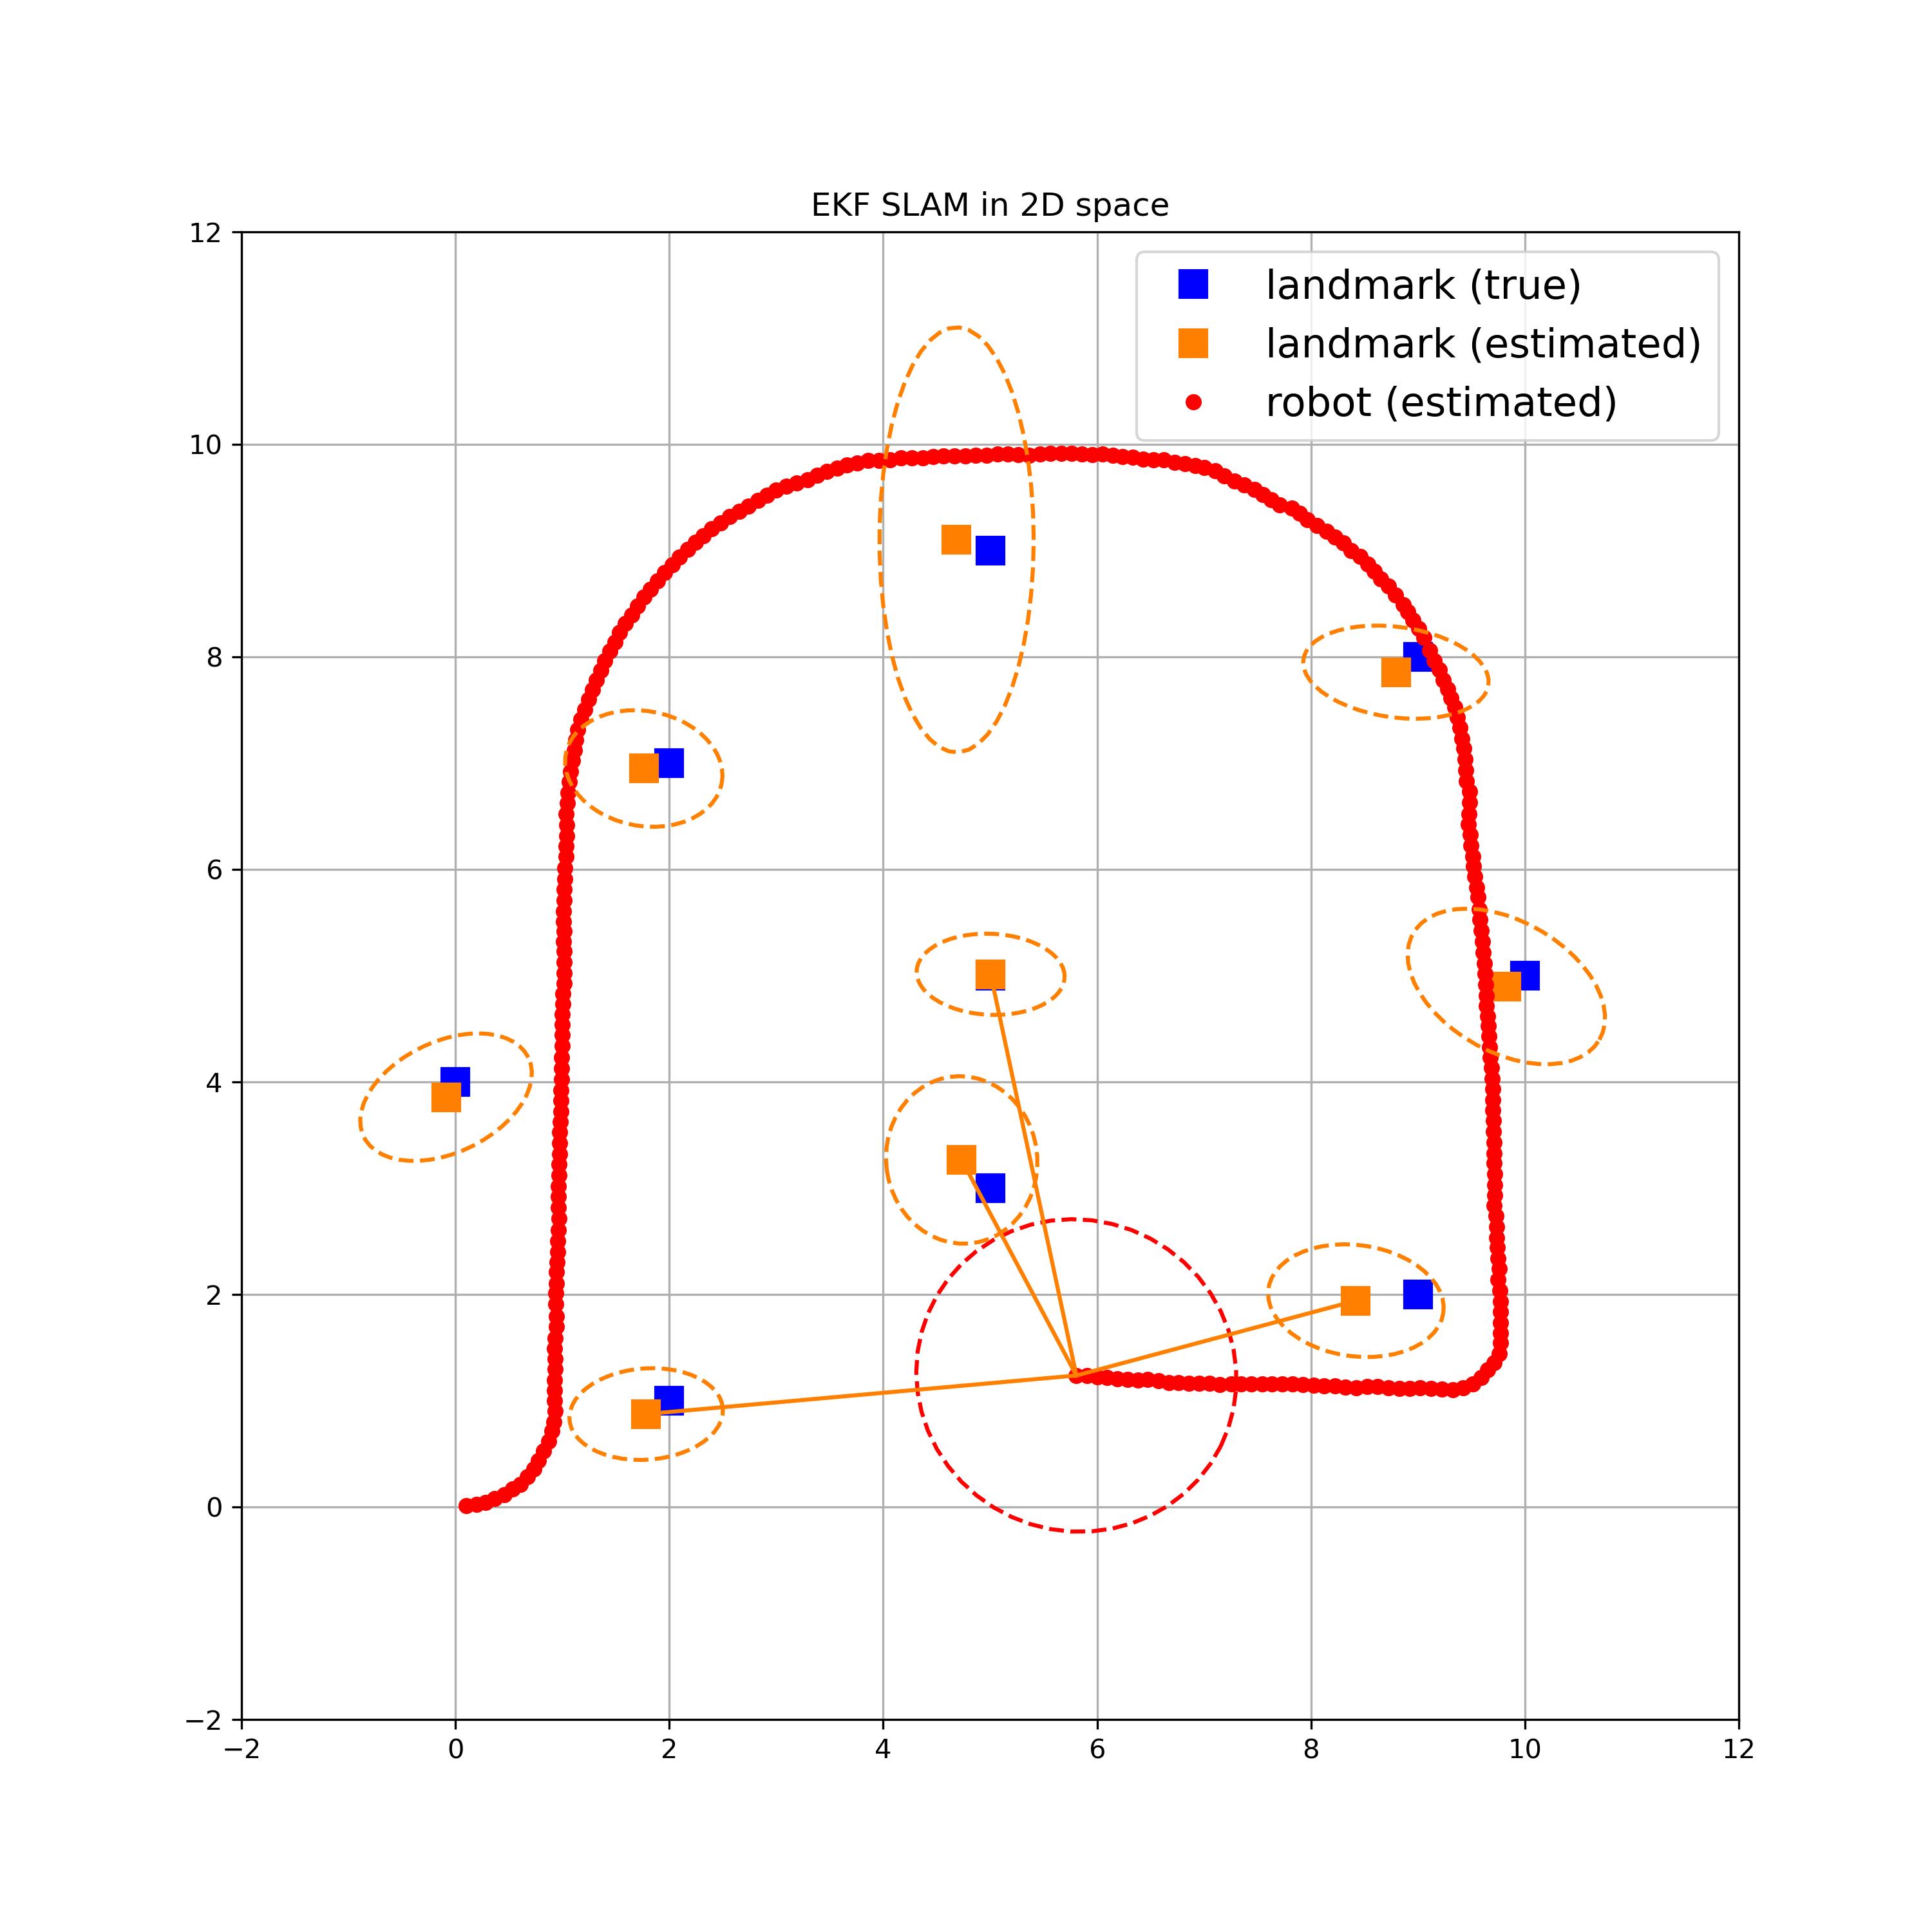 EKF SLAM in 2D space
12
landmark (true)
landmark (estimated)
robot (estimated)
10
8
6
4
2
0
−2
−2 0 2 4 6 8 10 12